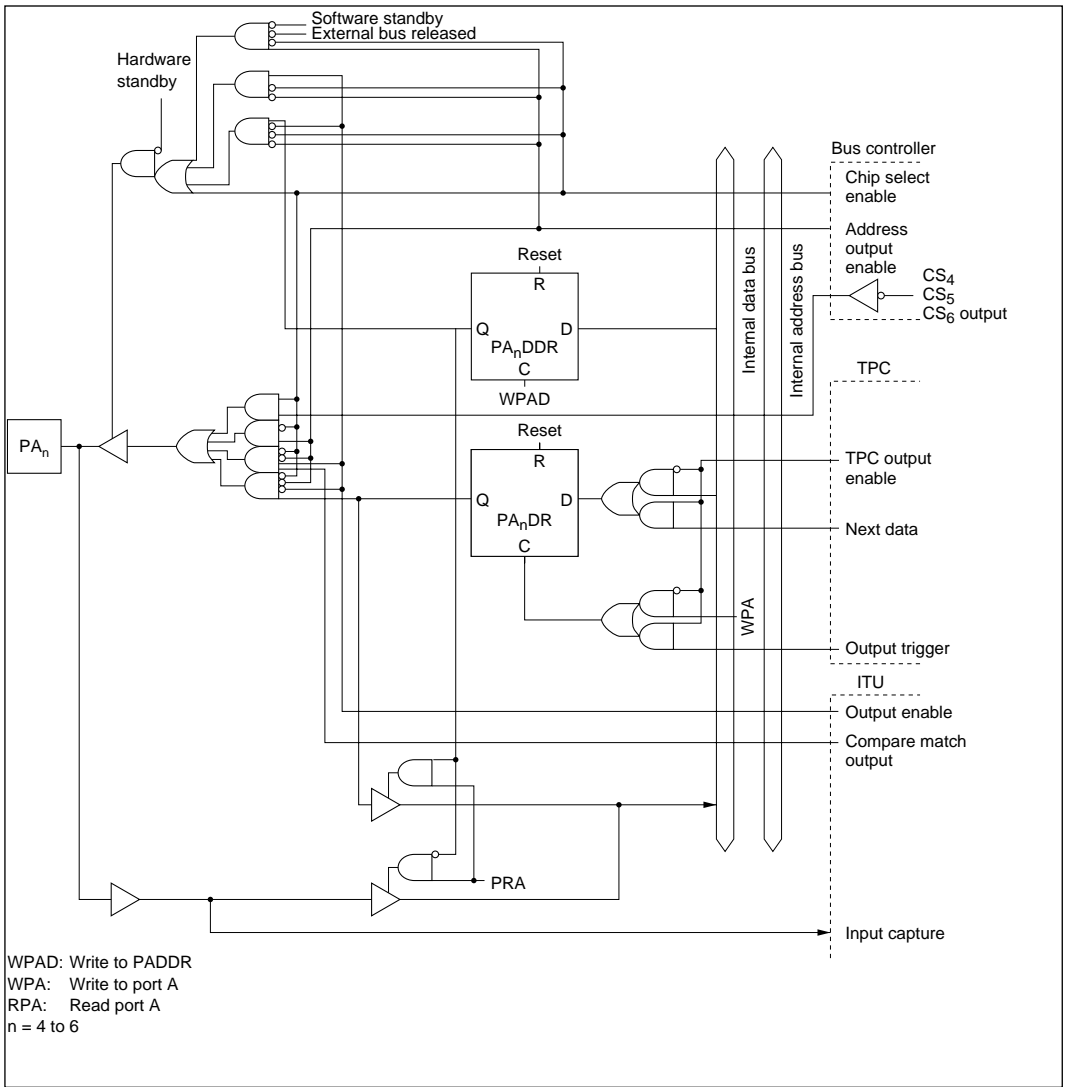 Software standby
External bus released
Hardware
standby
Bus controller
Chip select
enable
Address
output
enable
CS4
CS5
CS6 output
Internal data bus
Internal address bus
Reset
R
Q
D
PAnDDR
C
WPAD
TPC
PAn
Reset
R
Q
D
PAnDR
C
TPC output
enable
Next data
WPA
Output trigger
ITU
Output enable
Compare match
output
PRA
Input capture
WPAD: Write to PADDR
WPA: Write to port A
RPA: Read port A
n = 4 to 6